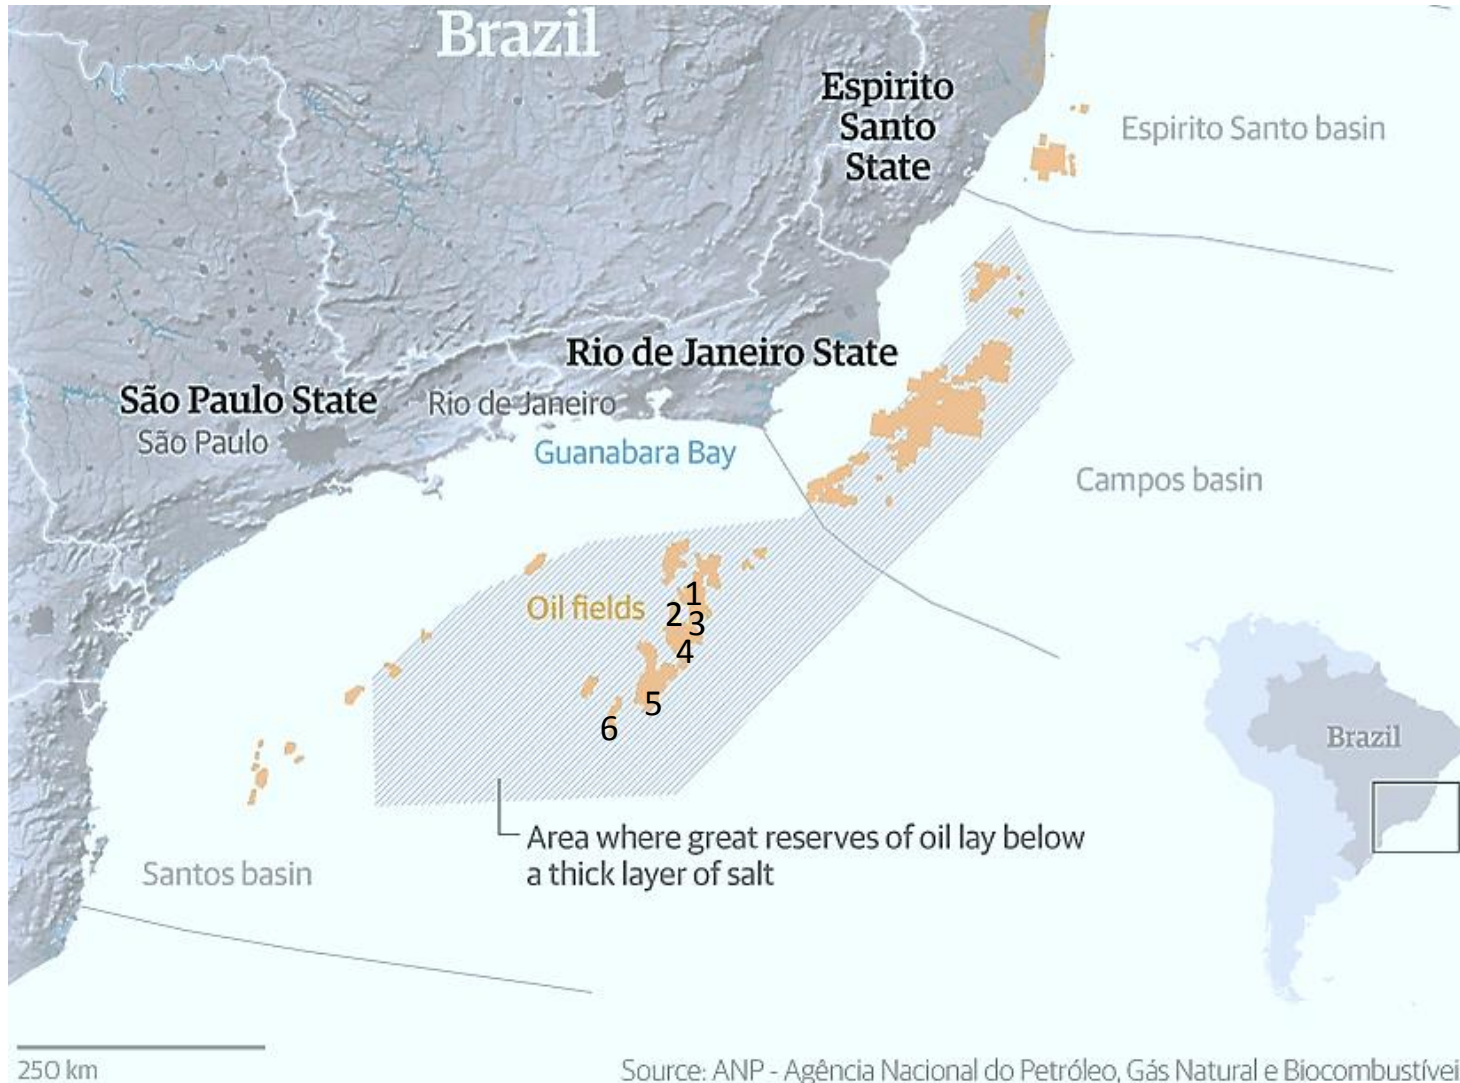 Brazil
Espirito
Santo
State
Espirito Santo basin
Rio de Janeiro State
São Paulo State
Rio de Janeiro
São Paulo
Guanabara Bay
Campos basin
Oil fields
1
2
3
4
5
6
Brazil
Area where great reserves of oil lay below
a thick layer of salt
Santos basin
250 km
Source: ANP - Agência Nacional do Petróleo, Gás Natural e Biocombustívei